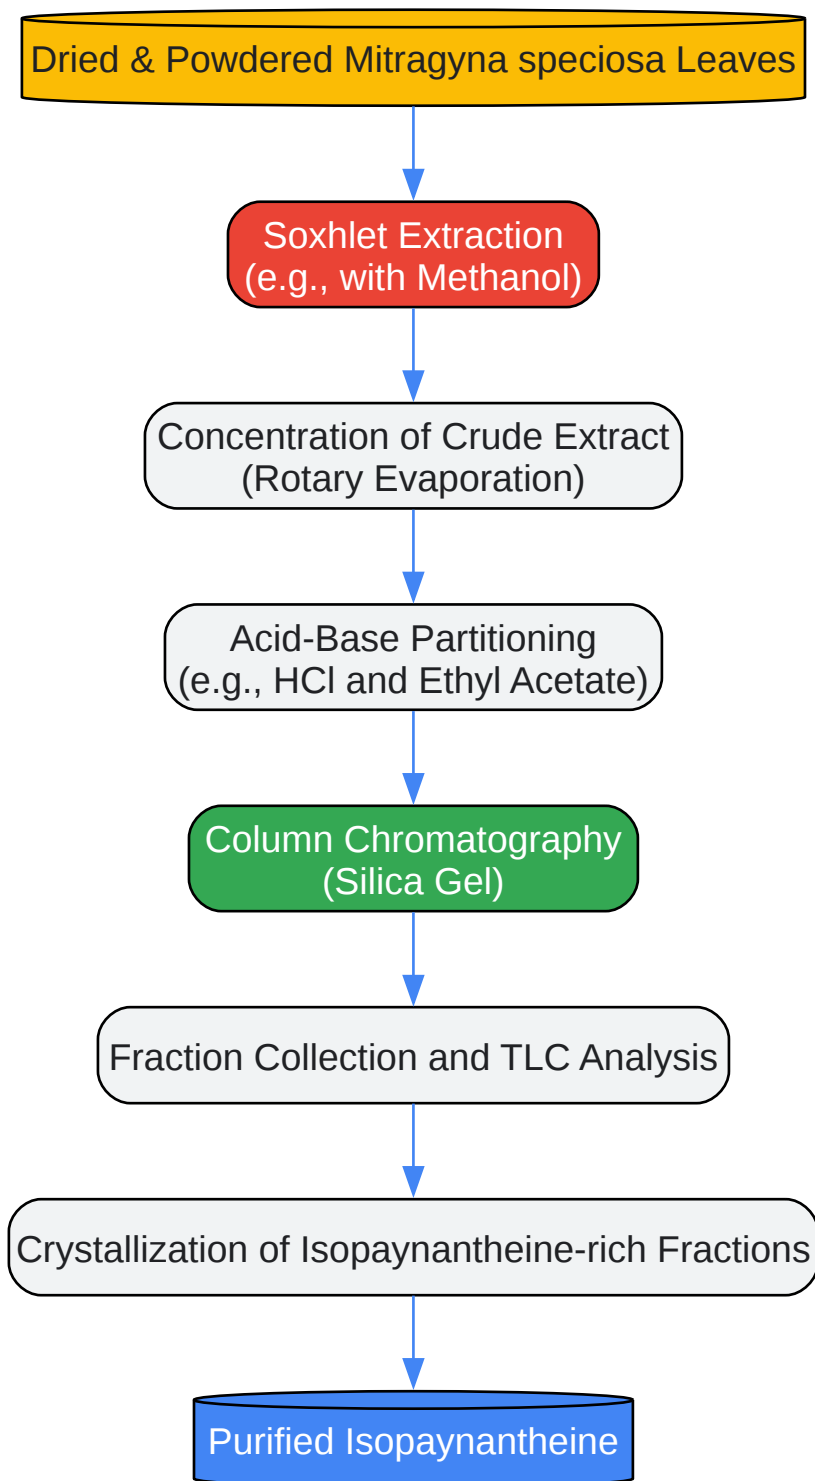 Dried & Powdered Mitragyna speciosa Leaves
Soxhlet Extraction
(e.g., with Methanol)
Concentration of Crude Extract
(Rotary Evaporation)
Acid-Base Partitioning
(e.g., HCl and Ethyl Acetate)
Column Chromatography
(Silica Gel)
Fraction Collection and TLC Analysis
Crystallization of Isopaynantheine-rich Fractions
Purified Isopaynantheine